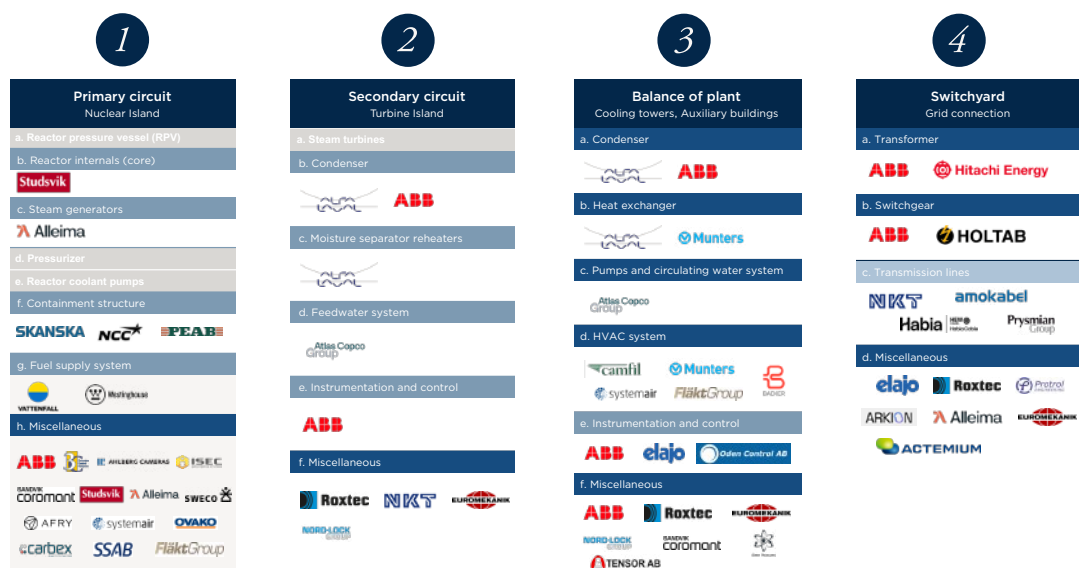 1
Primary circuit
Nuclear Island
a. Reactor pressure vessel (RPV)
b. Reactor internals (core)
Studsvik
c. Steam generators
Alleima
d. Pressurizer
e. Reactor coolant pumps
f. Containment structure
SKANSKA NCC PEAB
g. Fuel supply system
VATTENFALL Westinghouse
h. Miscellaneous
ABB AHLBERG CAMERAS ISEC
SANDVIK coromant Studsvik Alleima SWECO
AFRY systemair OVAKO
carbex SSAB FläktGroup
2
Secondary circuit
Turbine Island
a. Steam turbines
b. Condenser
ABB
c. Moisture separator reheaters
d. Feedwater system
Atlas Copco
Group
e. Instrumentation and control
ABB
f. Miscellaneous
Roxtec NKT EUROMEKANIK
NORD-LOCK
GROUP
3
Balance of plant
Cooling towers, Auxiliary buildings
a. Condenser
ABB
b. Heat exchanger
Munters
c. Pumps and circulating water system
Atlas Copco
Group
d. HVAC system
camfil Munters
systemair FläktGroup BADGER
e. Instrumentation and control
ABB elajo Oden Control AB
f. Miscellaneous
ABB Roxtec EUROMEKANIK
NORD-LOCK
GROUP
SANDVIK coromant
TENSOR AB
4
Switchyard
Grid connection
a. Transformer
ABB Hitachi Energy
b. Switchgear
ABB HOLTAB
c. Transmission lines
NKT amokabel
Habia Prysmian
Group
d. Miscellaneous
elajo Roxtec Protrol
ARKION Alleima EUROMEKANIK
ACTEMIUM